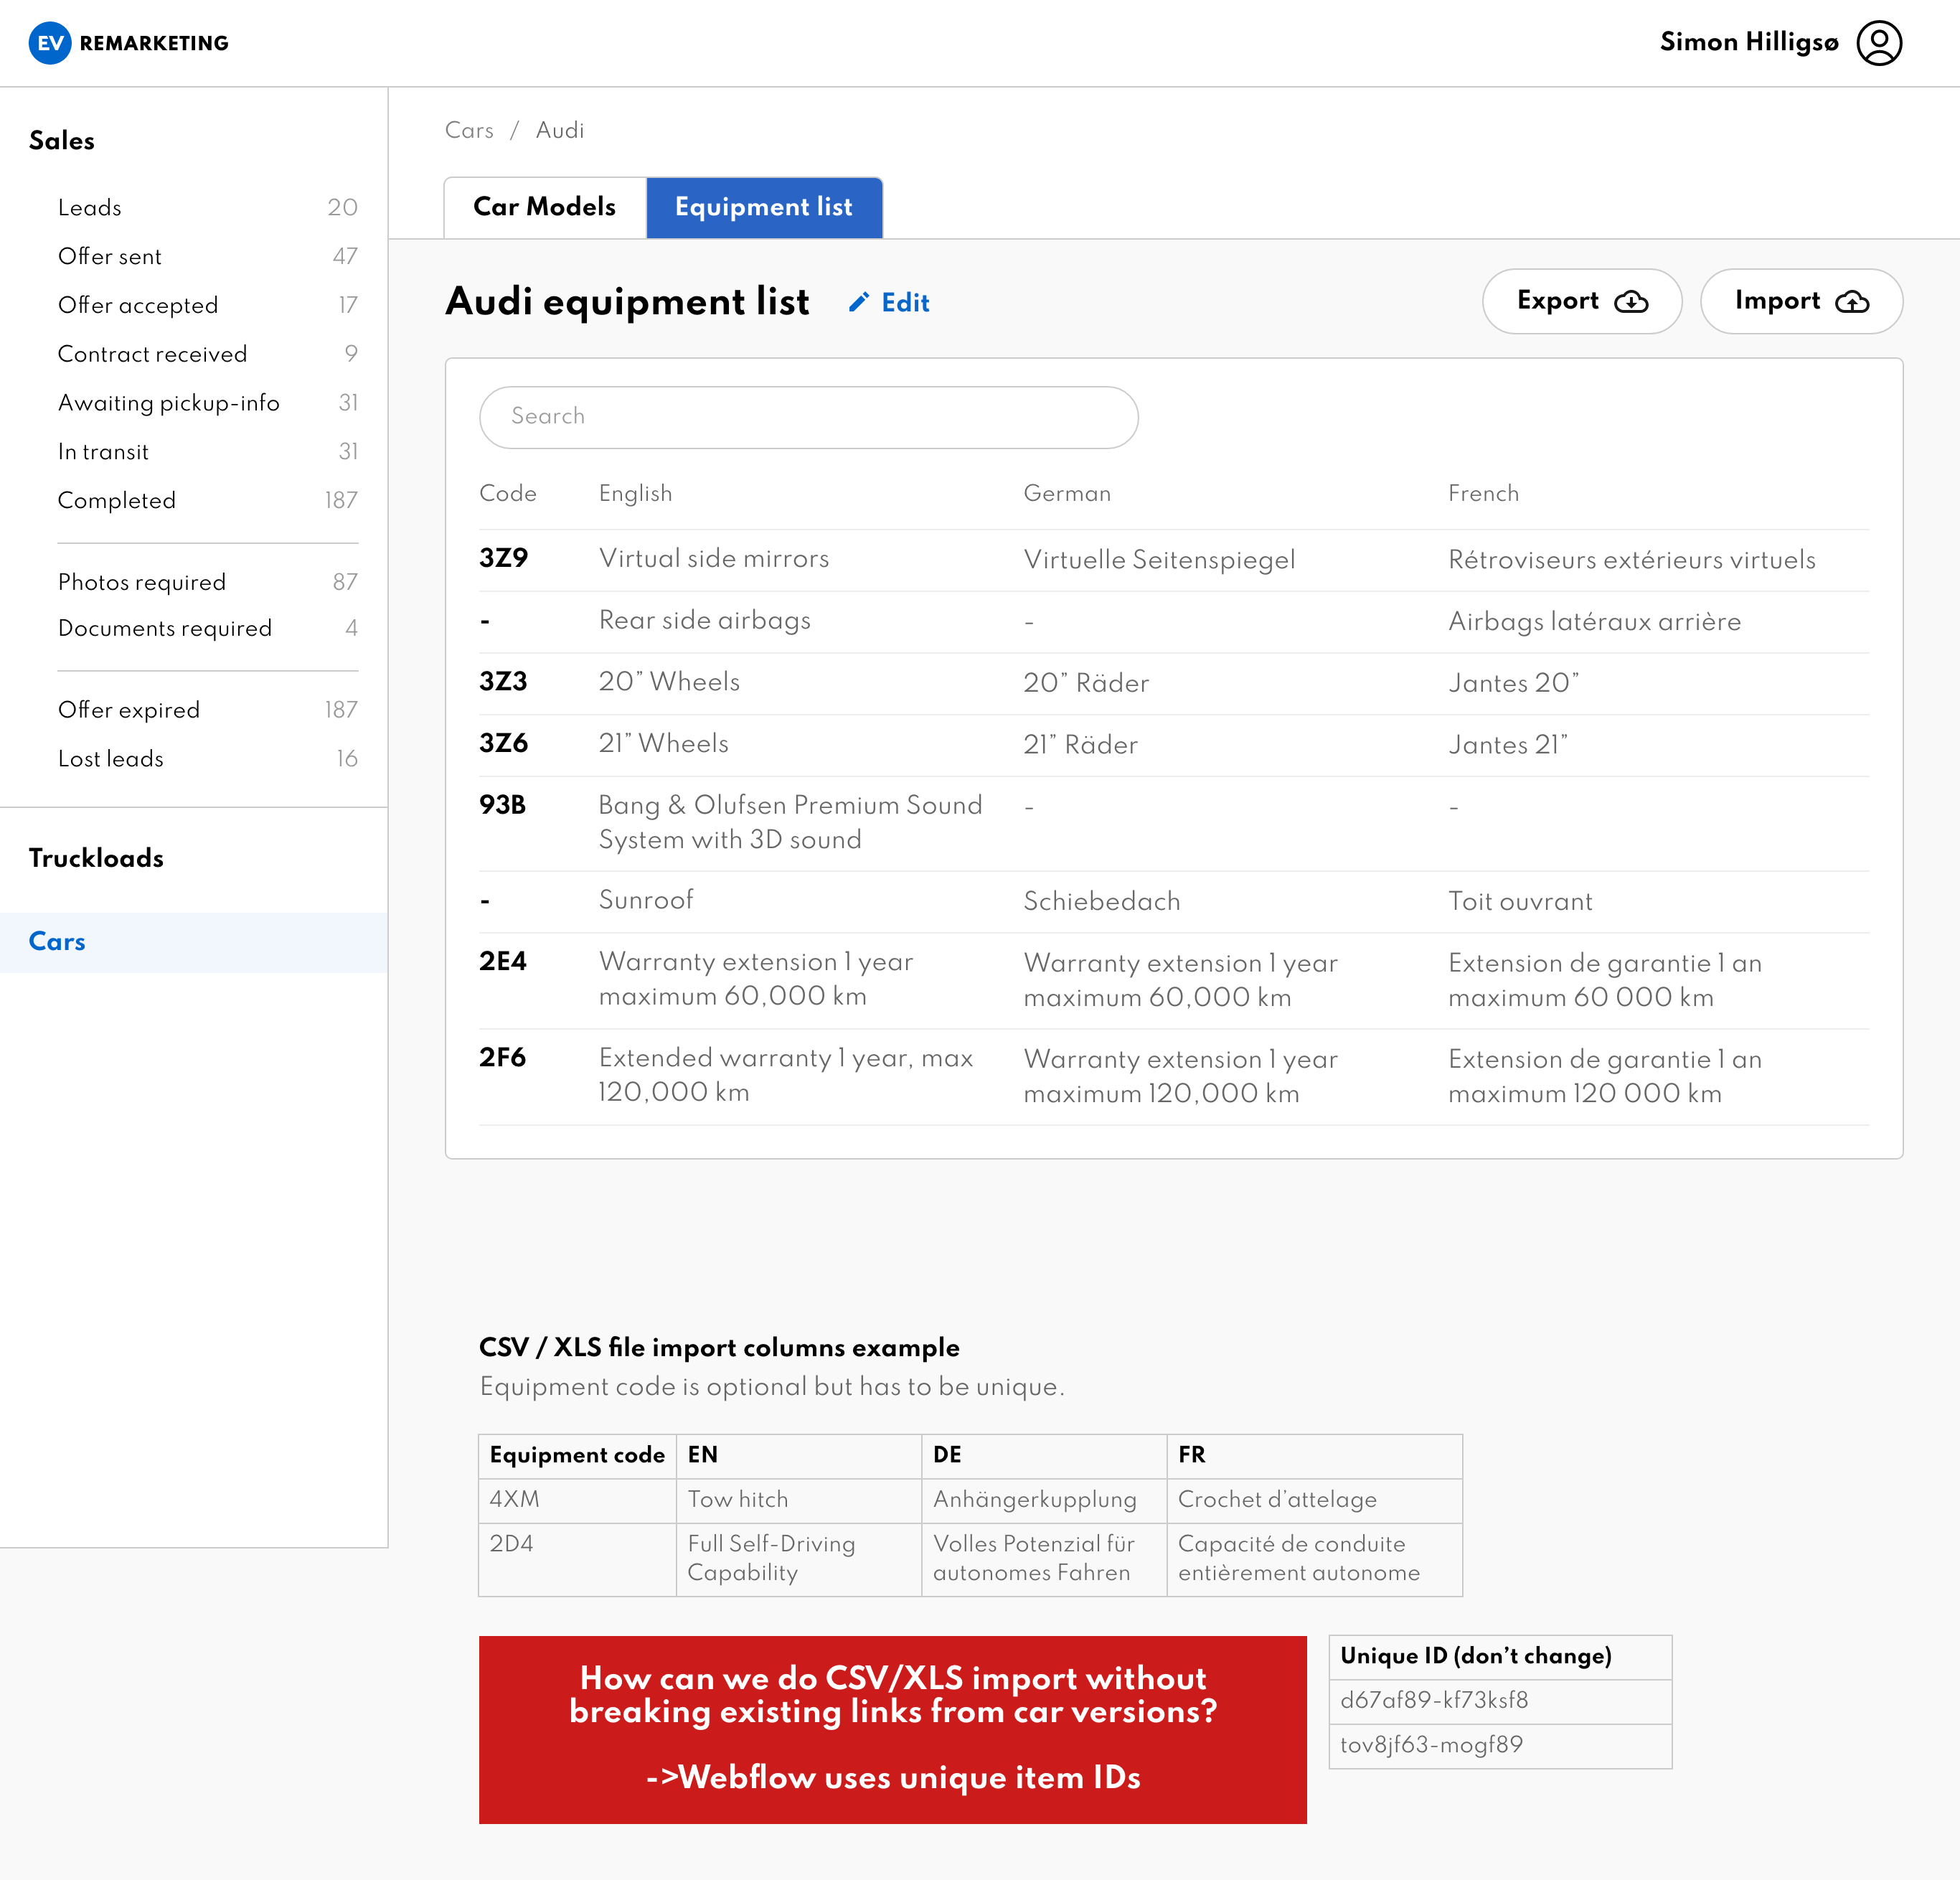 EV REMARKETING
Simon Hilligsø
Sales
Leads 20
Offer sent 47
Offer accepted 17
Contract received 9
Awaiting pickup-info 31
In transit 31
Completed 187
Photos required 87
Documents required 4
Offer expired 187
Lost leads 16
Truckloads
Cars
Cars / Audi
Car Models Equipment list
Audi equipment list Edit
Export Import
Search
Code English German French
3Z9 Virtual side mirrors Virtuelle Seitenspiegel Rétroviseurs extérieurs virtuels
- Rear side airbags - Airbags latéraux arrière
3Z3 20” Wheels 20” Räder Jantes 20”
3Z6 21” Wheels 21” Räder Jantes 21”
93B Bang & Olufsen Premium Sound - -
System with 3D sound
- Sunroof Schiebedach Toit ouvrant
2E4 Warranty extension 1 year Warranty extension 1 year Extension de garantie 1 an
maximum 60,000 km maximum 60,000 km maximum 60 000 km
2F6 Extended warranty 1 year, max Warranty extension 1 year Extension de garantie 1 an
120,000 km maximum 120,000 km maximum 120 000 km
CSV / XLS file import columns example
Equipment code is optional but has to be unique.
Equipment code EN DE FR
4XM Tow hitch Anhängerkupplung Crochet d’attelage
2D4 Full Self-Driving Volles Potenzial für Capacité de conduite
Capability autonomes Fahren entièrement autonome
How can we do CSV/XLS import without
breaking existing links from car versions?
->Webflow uses unique item IDs
Unique ID (don’t change)
d67af89-kf73ksf8
tov8jf63-mogf89